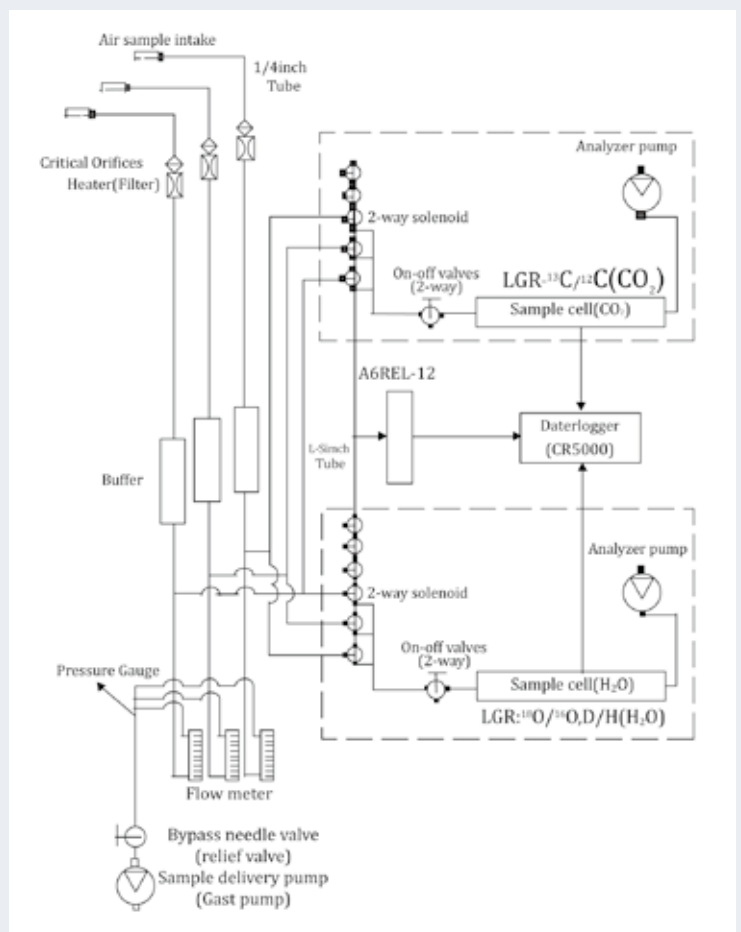 Air sample intake
1/4inch
Tube
Critical Orifices
Heater(Filter)
Analyzer pump
2-way solenoid
On-off valves
(2-way)
LGR-¹³C/¹²C(CO₂)
Sample cell(CO₂)
A6REL-12
L-5inch
Tube
Daterlogger
(CR5000)
Buffer
Analyzer pump
2-way solenoid
On-off valves
(2-way)
Sample cell(H₂O)
LGR:¹⁸O/¹⁶O,D/H(H₂O)
Pressure Gauge
Flow meter
Bypass needle valve
(relief valve)
Sample delivery pump
(Gast pump)